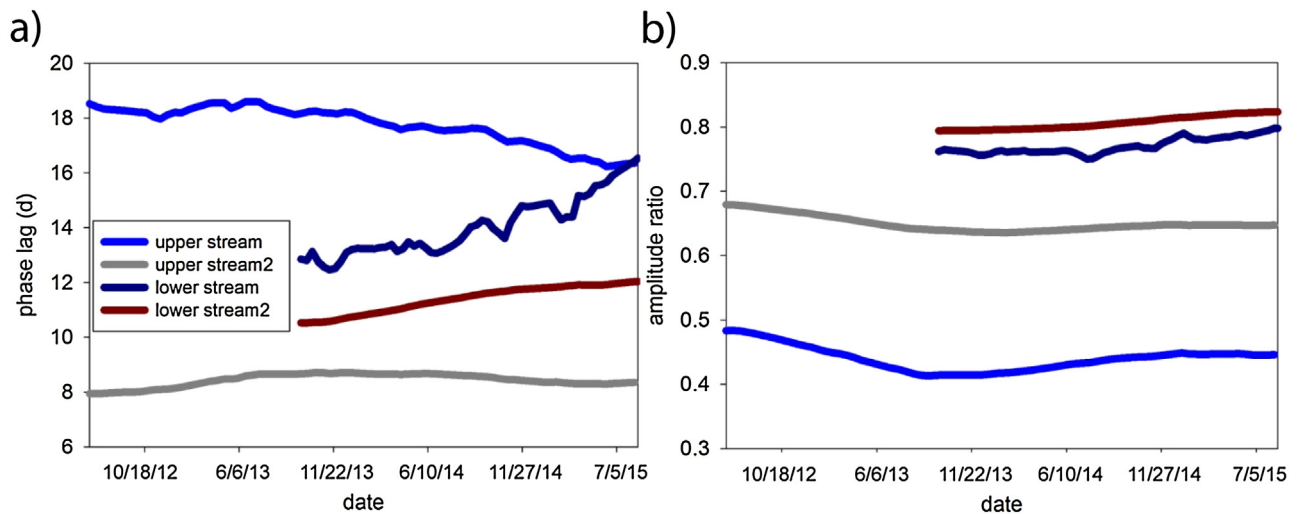 a)
phase lag (d)
20
18
16
14
12
10
8
6
upper stream
upper stream2
lower stream
lower stream2
10/18/12 6/6/13 11/22/13 6/10/14 11/27/14 7/5/15
date
b)
amplitude ratio
0.9
0.8
0.7
0.6
0.5
0.4
0.3
10/18/12 6/6/13 11/22/13 6/10/14 11/27/14 7/5/15
date